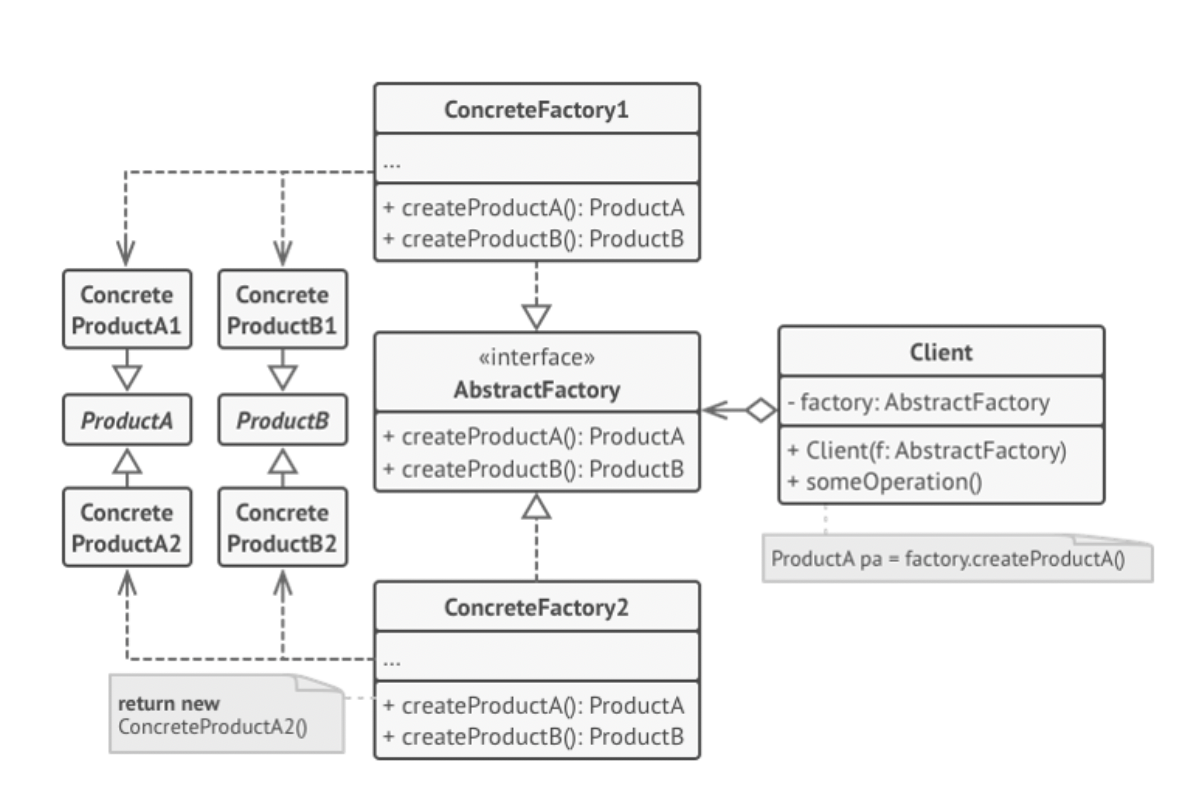 ConcreteFactory1
...
+ createProductA(): ProductA
+ createProductB(): ProductB
Concrete
ProductA1
Concrete
ProductB1
ProductA
ProductB
Concrete
ProductA2
Concrete
ProductB2
«interface»
AbstractFactory
+ createProductA(): ProductA
+ createProductB(): ProductB
Client
- factory: AbstractFactory
+ Client(f: AbstractFactory)
+ someOperation()
ProductA pa = factory.createProductA()
ConcreteFactory2
...
+ createProductA(): ProductA
+ createProductB(): ProductB
return new
ConcreteProductA2()